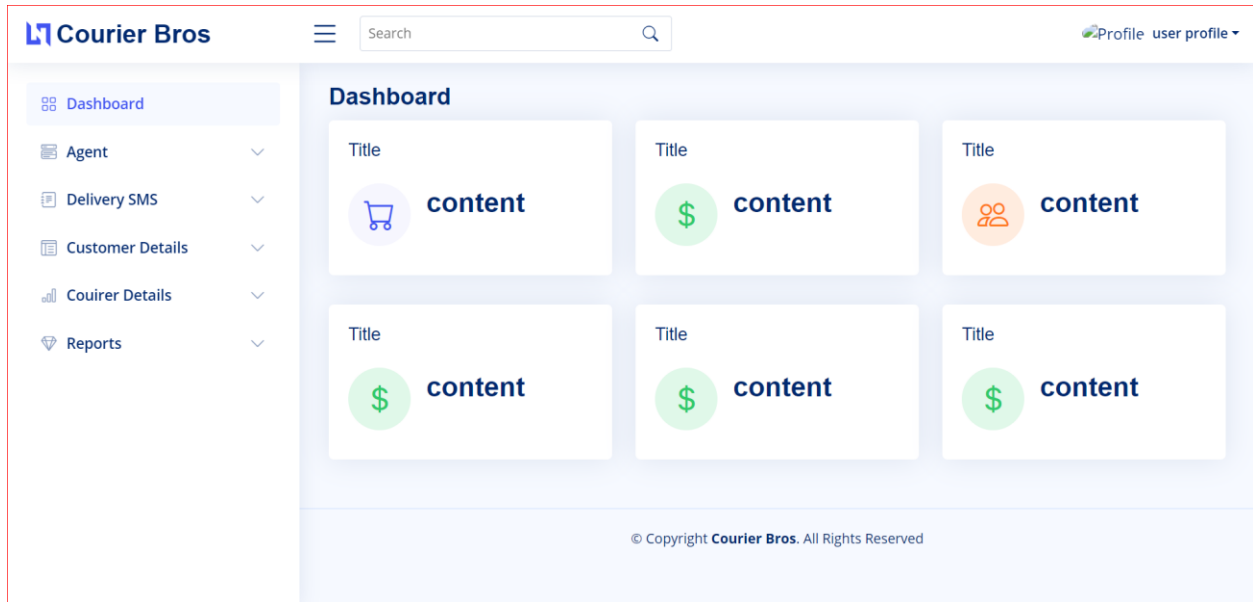 Courier Bros
Search
Profile user profile
Dashboard
Agent
Delivery SMS
Customer Details
Couirer Details
Reports
Dashboard
Title
content
Title
$
content
Title
content
Title
$
content
Title
$
content
Title
$
content
© Copyright Courier Bros. All Rights Reserved